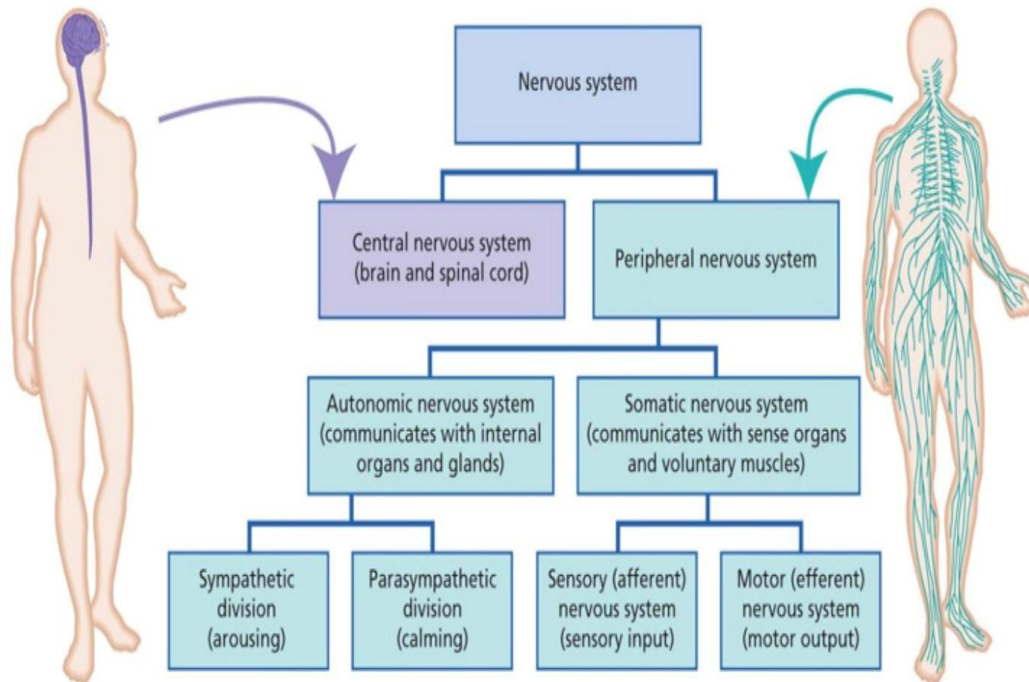 Nervous system
Central nervous system
(brain and spinal cord)
Peripheral nervous system
Autonomic nervous system
(communicates with internal
organs and glands)
Somatic nervous system
(communicates with sense organs
and voluntary muscles)
Sympathetic
division
(arousing)
Parasympathetic
division
(calming)
Sensory (afferent)
nervous system
(sensory input)
Motor (efferent)
nervous system
(motor output)